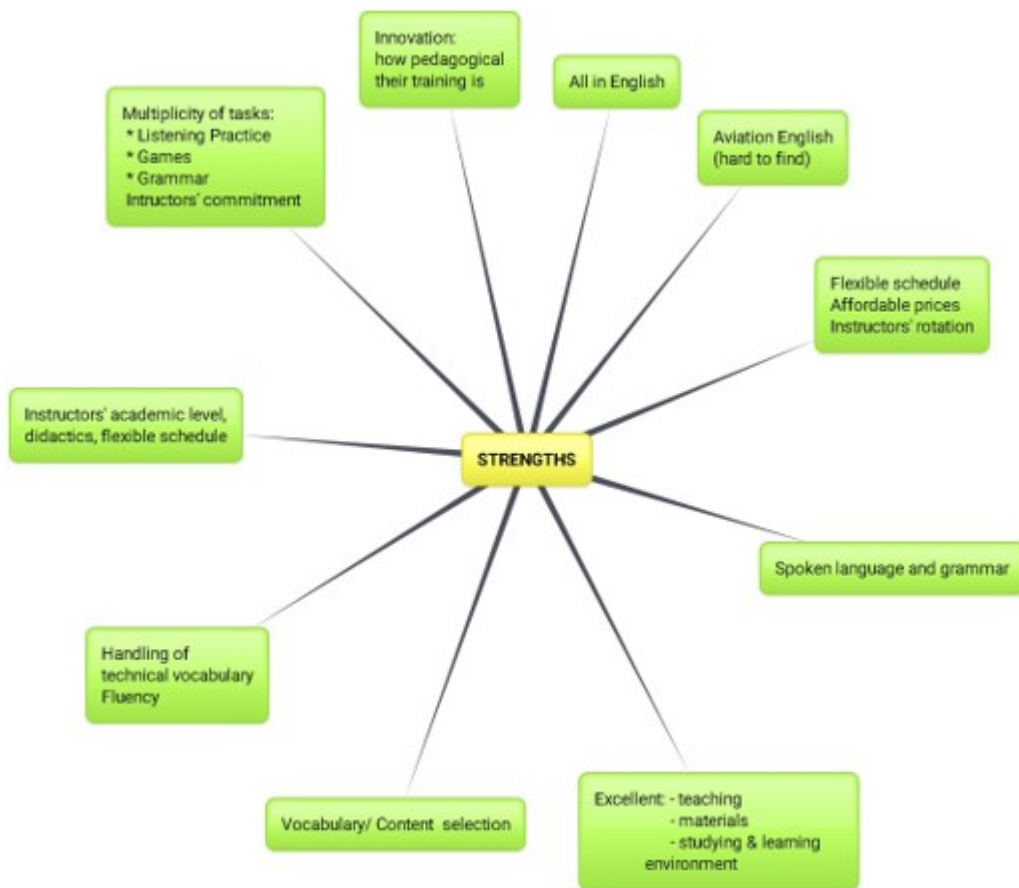 Innovation:
how pedagogical
their training is
All in English
Multiplicity of tasks:
* Listening Practice
* Games
* Grammar
Intructors' commitment
Aviation English
(hard to find)
Flexible schedule
Affordable prices
Instructors' rotation
Instructors' academic level,
didactics, flexible schedule
STRENGTHS
Spoken language and grammar
Handling of
technical vocabulary
Fluency
Vocabulary/ Content selection
Excellent: - teaching
- materials
- studying & learning
environment